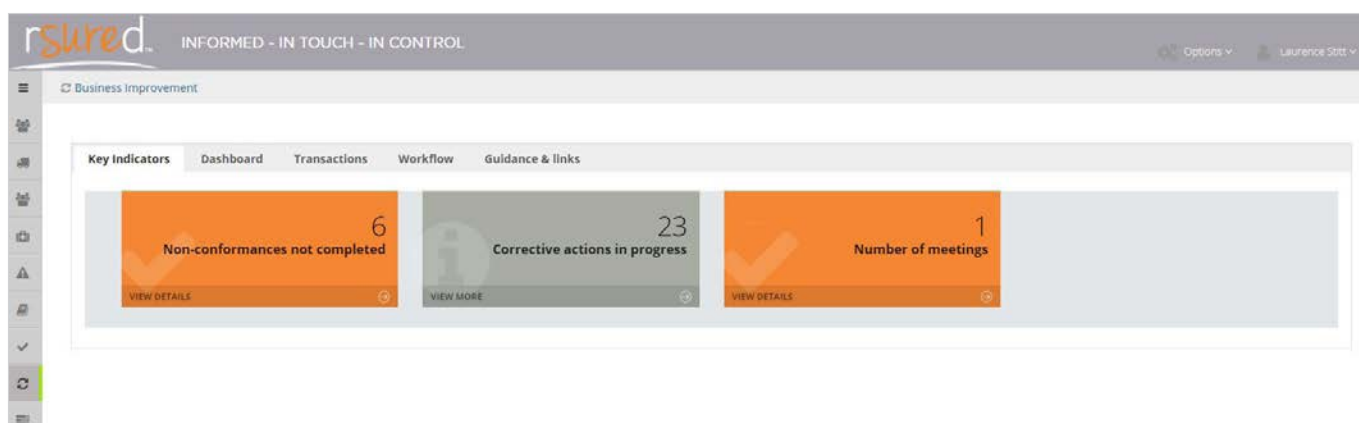 rsured™ INFORMED - IN TOUCH - IN CONTROL
Options Laurence Stitt
Business Improvement
Key Indicators Dashboard Transactions Workflow Guidance & links
6
Non-conformances not completed
VIEW DETAILS
23
Corrective actions in progress
VIEW MORE
1
Number of meetings
VIEW DETAILS